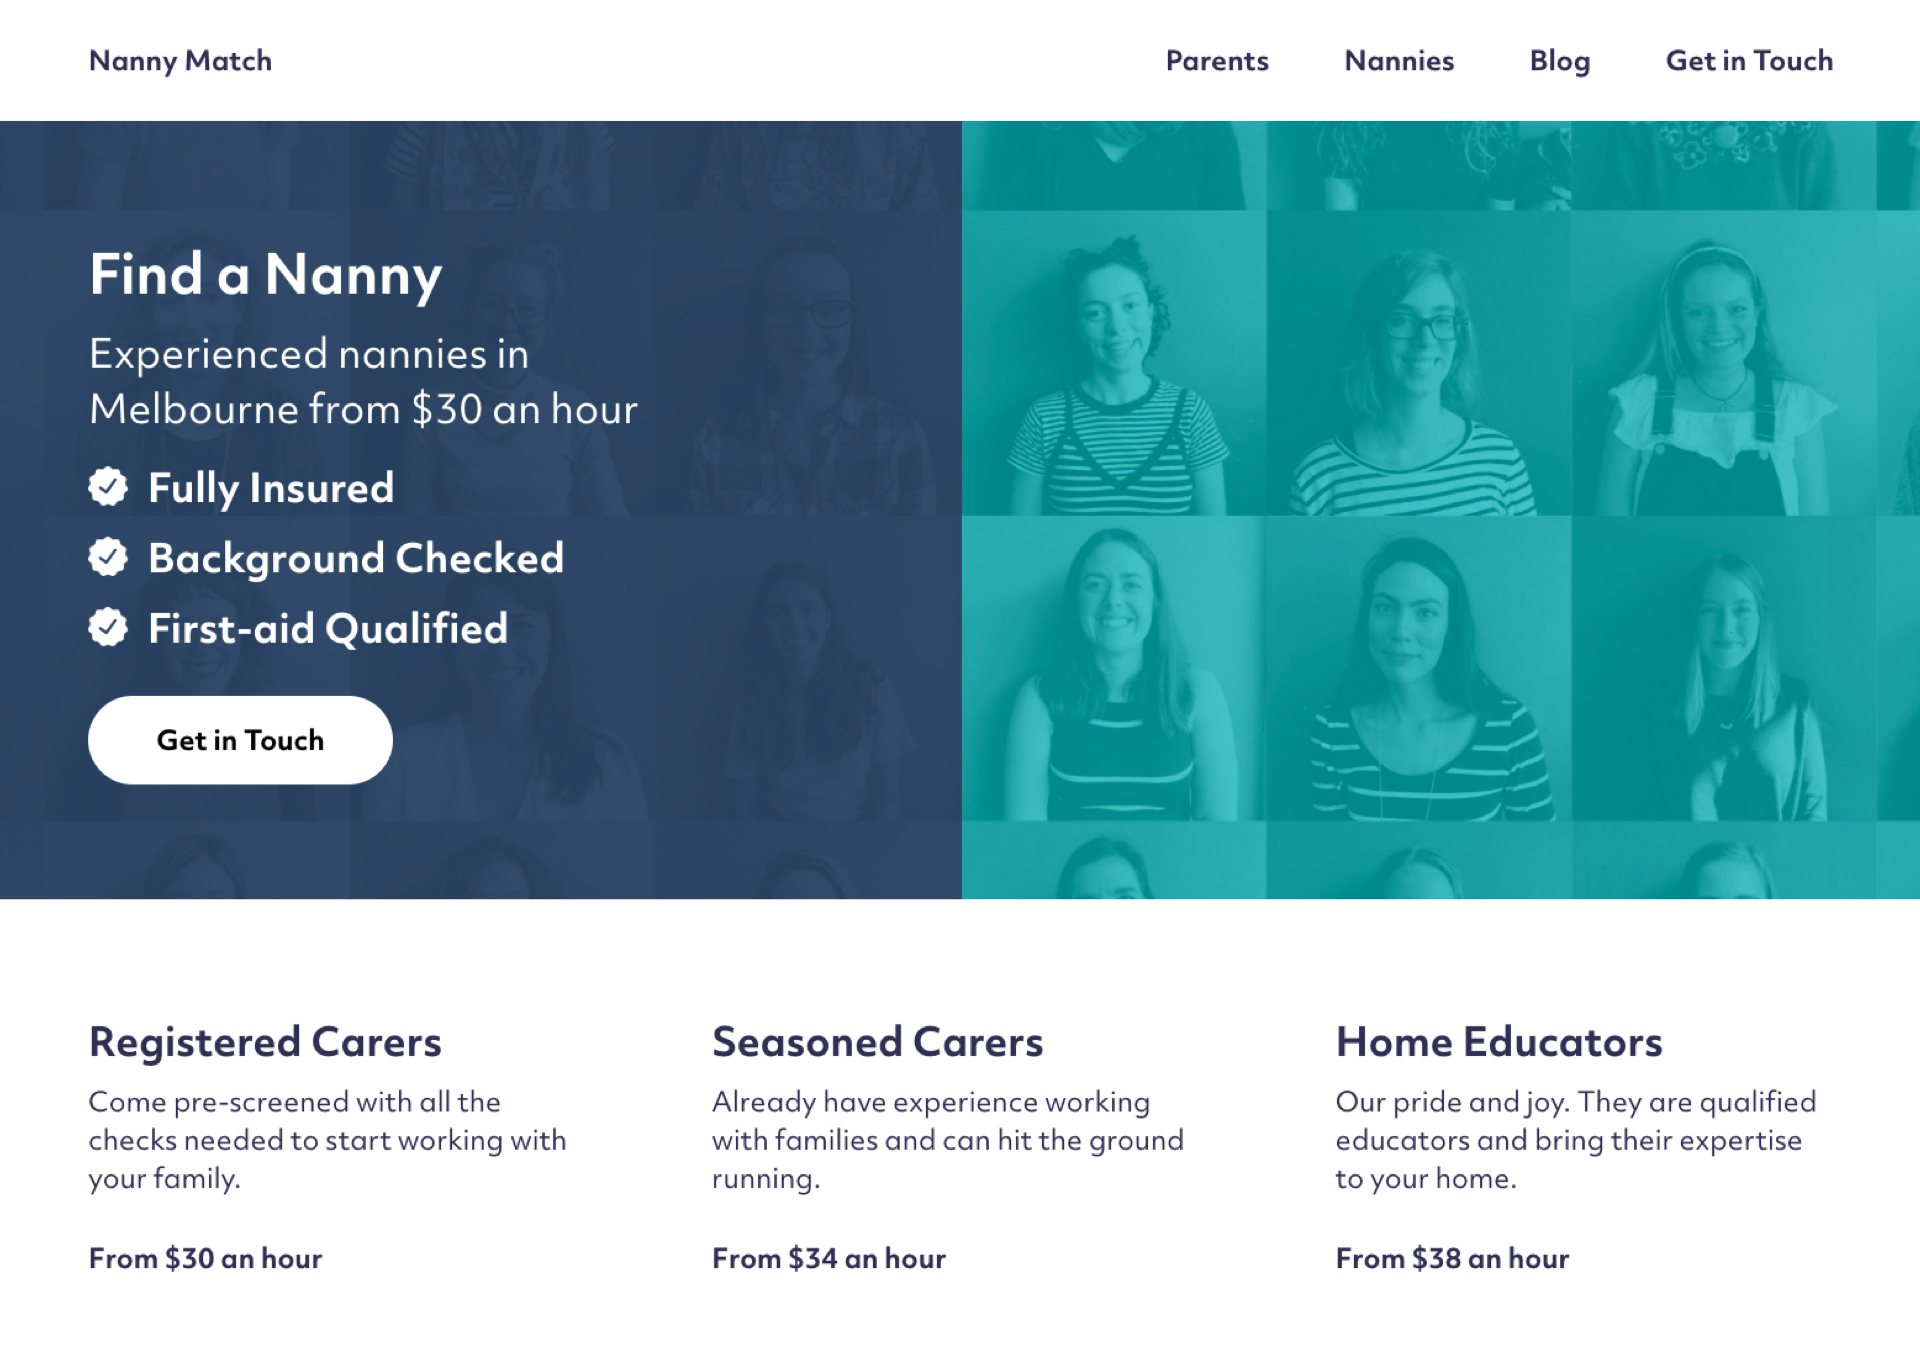 Nanny Match
Parents
Nannies
Blog
Get in Touch
Find a Nanny
Experienced nannies in
Melbourne from $30 an hour
Fully Insured
Background Checked
First-aid Qualified
Get in Touch
Registered Carers
Come pre-screened with all the
checks needed to start working with
your family.
From $30 an hour
Seasoned Carers
Already have experience working
with families and can hit the ground
running.
From $34 an hour
Home Educators
Our pride and joy. They are qualified
educators and bring their expertise
to your home.
From $38 an hour